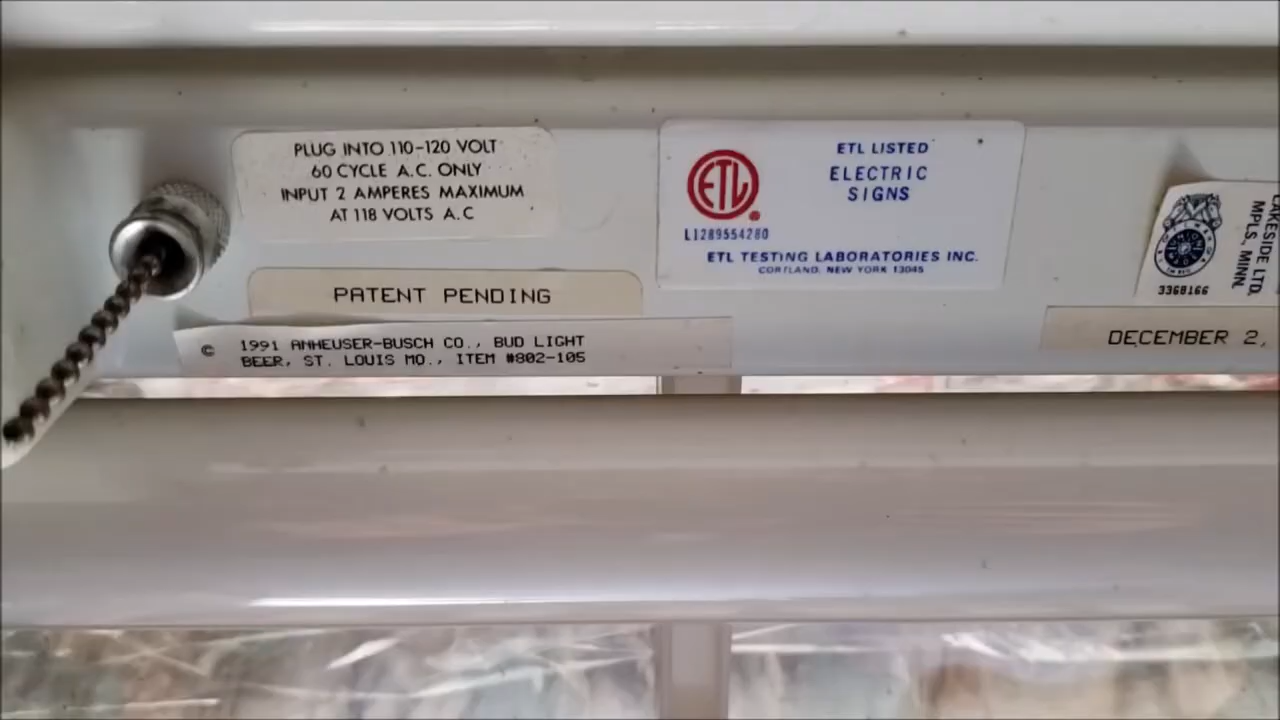 PLUG INTO 110-120 VOLT
60 CYCLE A.C. ONLY
INPUT 2 AMPERES MAXIMUM
AT 118 VOLTS A.C
PATENT PENDING
© 1991 ANHEUSER-BUSCH CO., BUD LIGHT
BEER, ST. LOUIS MO., ITEM #802-105
ETL LISTED
ELECTRIC
SIGNS
ETL
L1289554280
ETL TESTING LABORATORIES INC.
CORTLAND, NEW YORK 13045
3368166
LAKESIDE LTD.
MPLS., MINN.
DECEMBER 2,